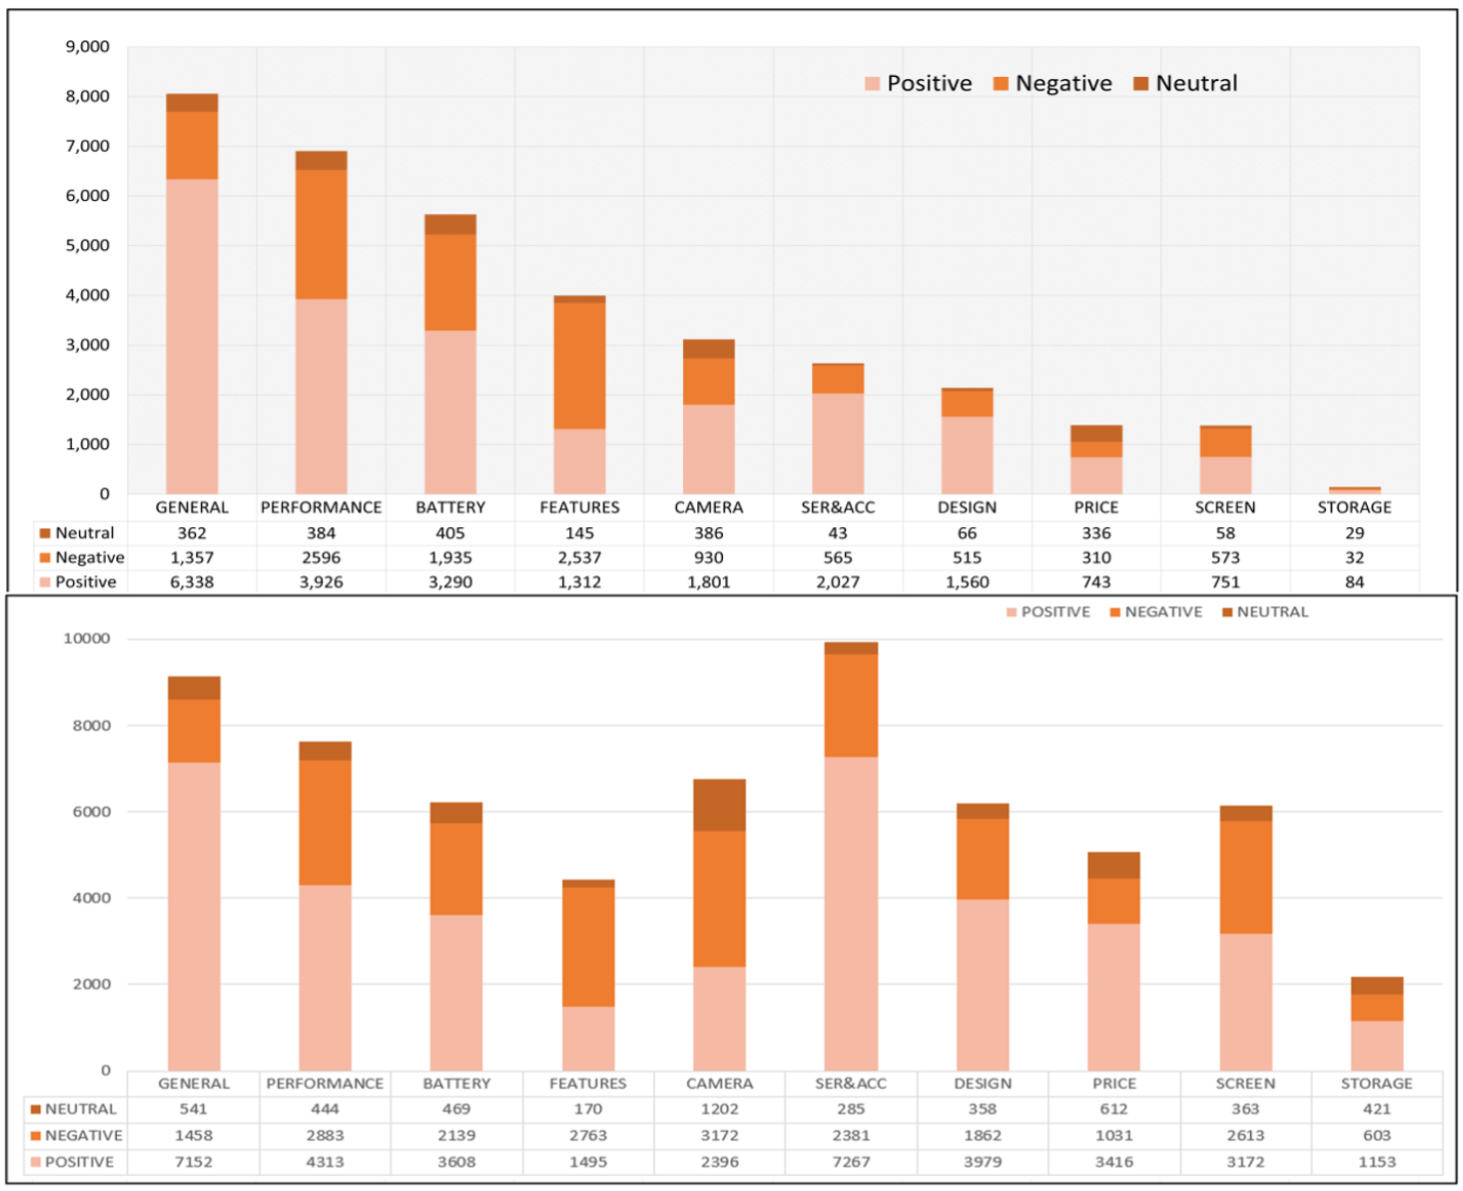 9,000
Positive Negative Neutral
8,000
7,000
6,000
5,000
4,000
3,000
2,000
1,000
0
GENERAL PERFORMANCE BATTERY FEATURES CAMERA SER&ACC DESIGN PRICE SCREEN STORAGE
Neutral 362 384 405 145 386 43 66 336 58 29
Negative 1,357 2596 1,935 2,537 930 565 515 310 573 32
Positive 6,338 3,926 3,290 1,312 1,801 2,027 1,560 743 751 84
POSITIVE NEGATIVE NEUTRAL
10000
8000
6000
4000
2000
0
GENERAL PERFORMANCE BATTERY FEATURES CAMERA SER&ACC DESIGN PRICE SCREEN STORAGE
NEUTRAL 541 444 469 170 1202 285 358 612 363 421
NEGATIVE 1458 2883 2139 2763 3172 2381 1862 1031 2613 603
POSITIVE 7152 4313 3608 1495 2396 7267 3979 3416 3172 1153